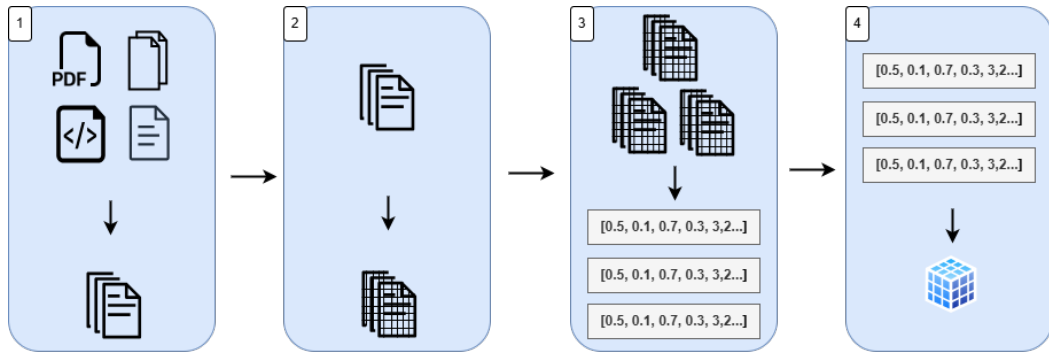 1
PDF
</>
2
3
[0.5, 0.1, 0.7, 0.3, 3,2...]
[0.5, 0.1, 0.7, 0.3, 3,2...]
[0.5, 0.1, 0.7, 0.3, 3,2...]
4
[0.5, 0.1, 0.7, 0.3, 3,2...]
[0.5, 0.1, 0.7, 0.3, 3,2...]
[0.5, 0.1, 0.7, 0.3, 3,2...]